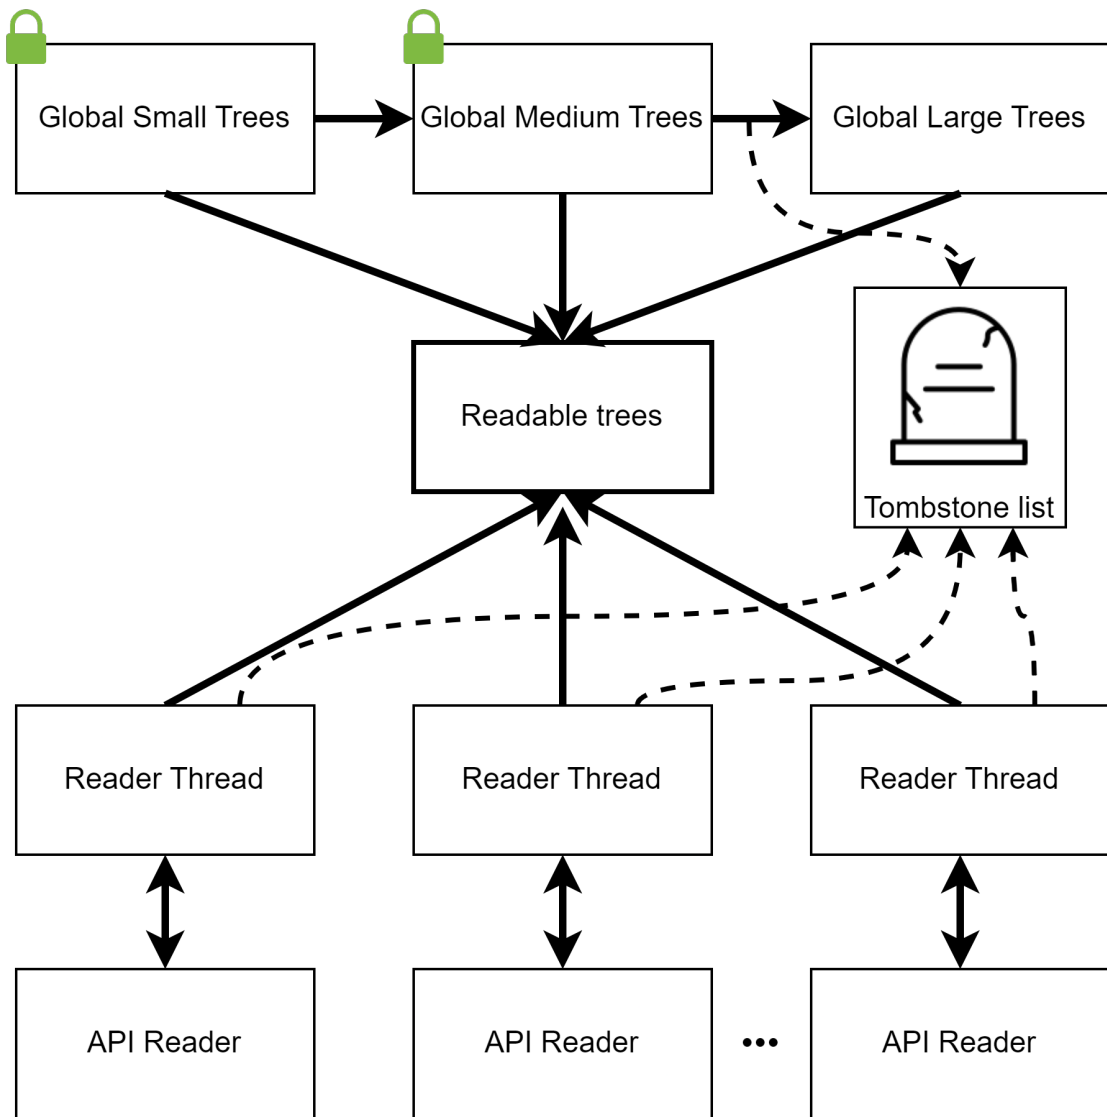 Global Small Trees
Global Medium Trees
Global Large Trees
Readable trees
Tombstone list
Reader Thread
Reader Thread
Reader Thread
API Reader
API Reader
•••
API Reader